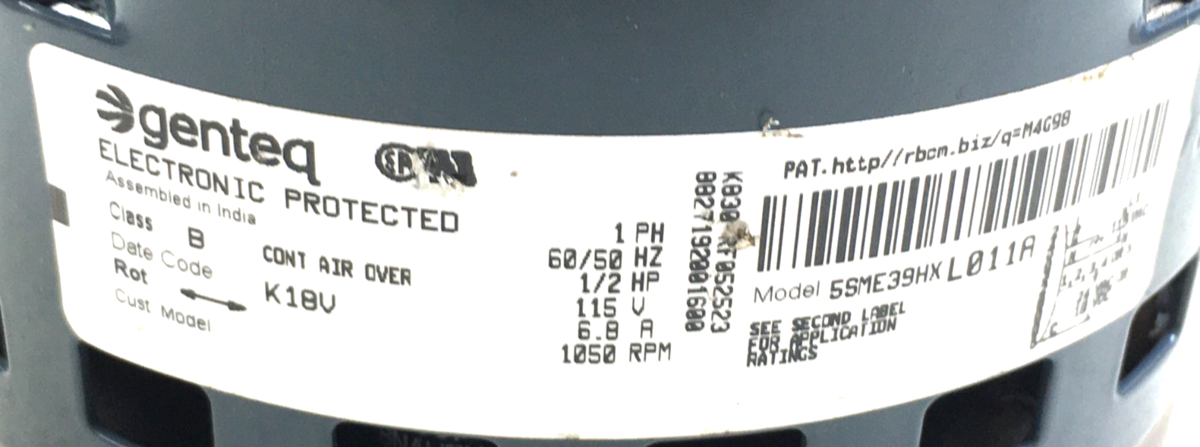 genteq
ELECTRONIC PROTECTED
Assembled in India
Class B CONT AIR OVER
Date Code K18V
Rot
Cust Model
1 PH
60/50 HZ
1/2 HP
115 V
6.8 A
1050 RPM
PAT.http//rbcm.biz/q=M4G98
Model 5SME39HX L011A
SEE SECOND LABEL
FOR APPLICATION
RATINGS